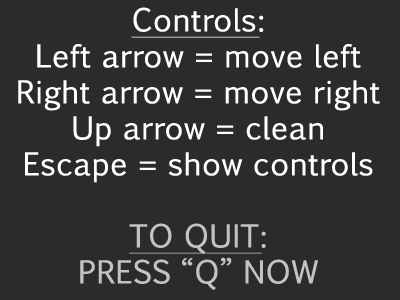 Controls:
Left arrow = move left
Right arrow = move right
Up arrow = clean
Escape = show controls
TO QUIT:
PRESS “Q” NOW